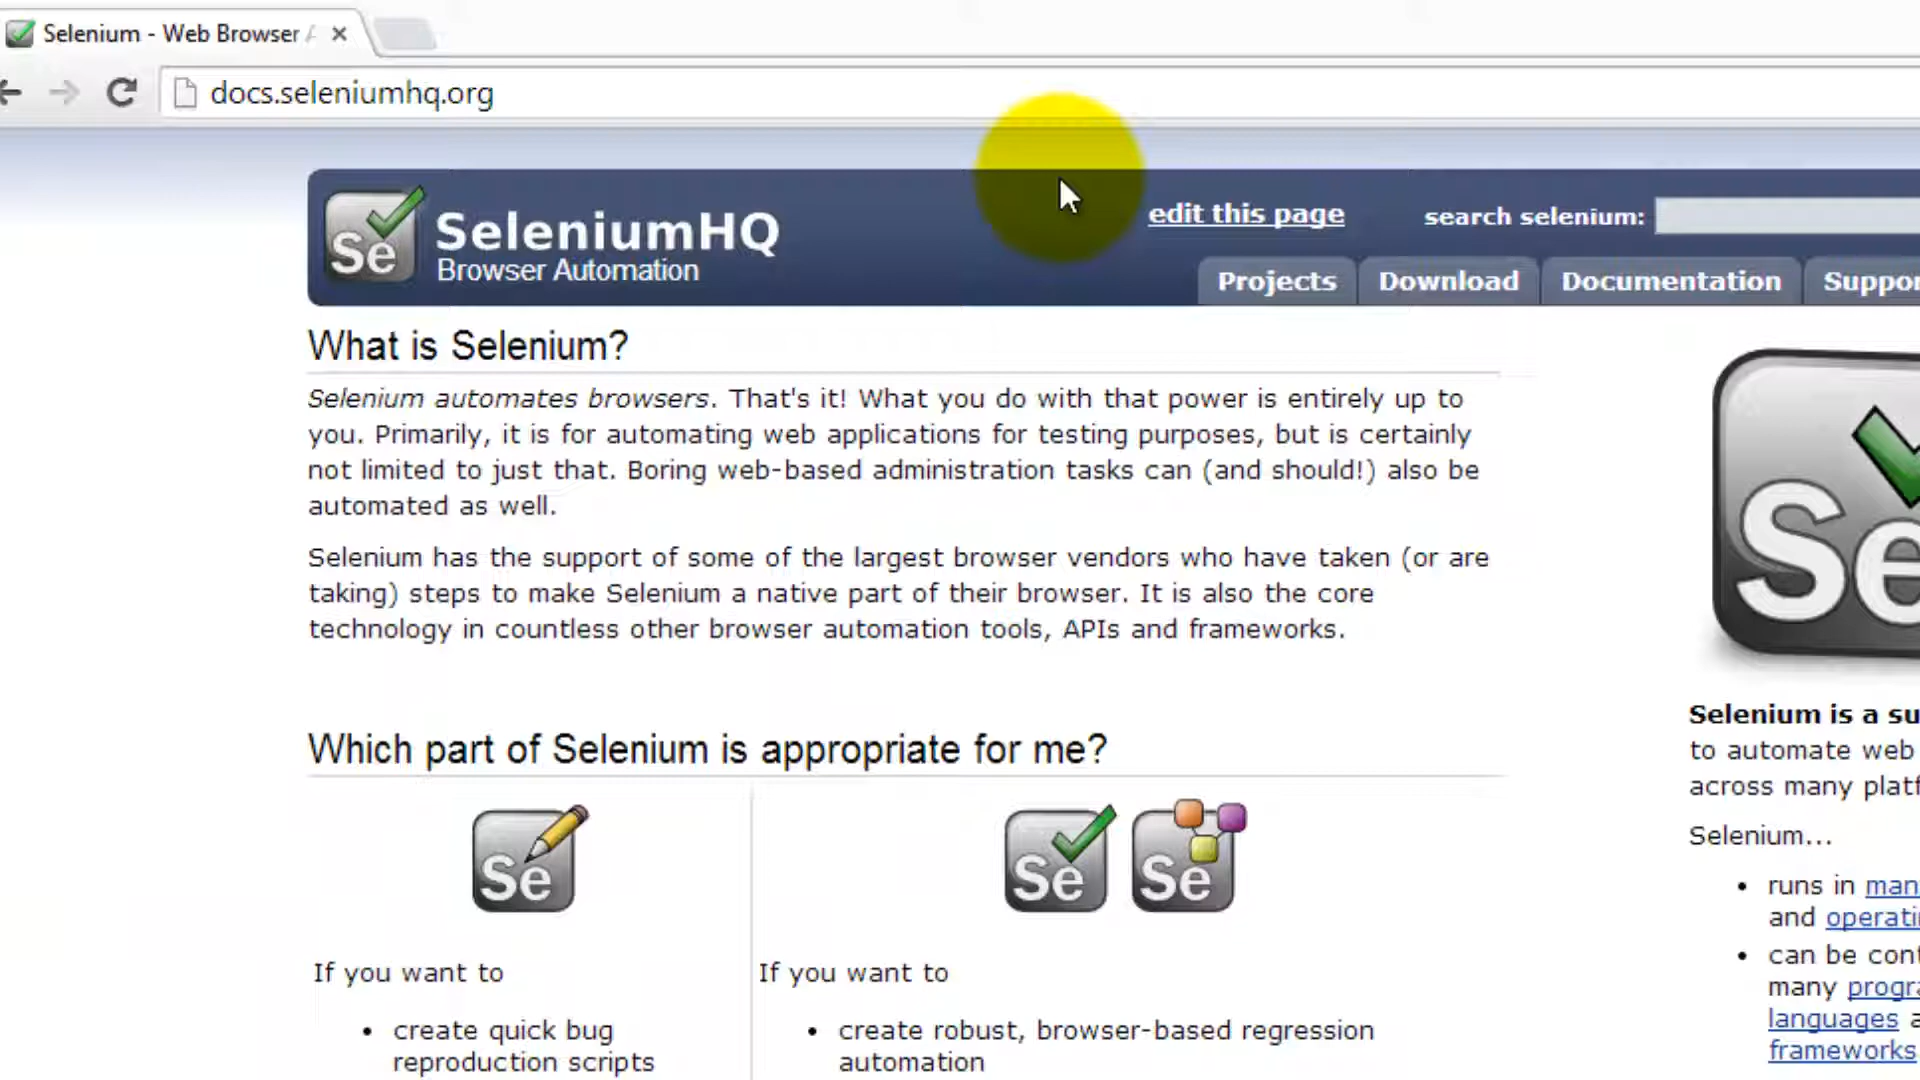 Selenium - Web Browser
docs.seleniumhq.org
Se
SeleniumHQ
Browser Automation
edit this page
search selenium:
Projects
Download
Documentation
Suppor
What is Selenium?
Selenium automates browsers. That's it! What you do with that power is entirely up to
you. Primarily, it is for automating web applications for testing purposes, but is certainly
not limited to just that. Boring web-based administration tasks can (and should!) also be
automated as well.
Selenium has the support of some of the largest browser vendors who have taken (or are
taking) steps to make Selenium a native part of their browser. It is also the core
technology in countless other browser automation tools, APIs and frameworks.
Which part of Selenium is appropriate for me?
Se
Se
Se
If you want to
• create quick bug
reproduction scripts
If you want to
• create robust, browser-based regression
automation
Se
Selenium is a su
to automate web
across many platf
Selenium...
• runs in man
and operati
• can be cont
many progra
languages a
frameworks